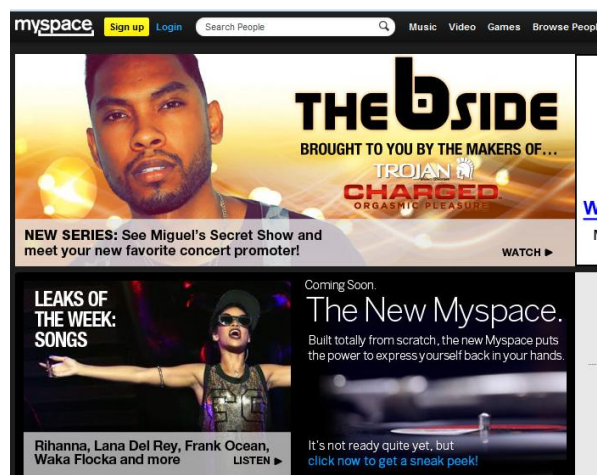 myspace
Sign up Login Search People Music Video Games
THE bSIDE
BROUGHT TO YOU BY THE MAKERS OF...
TROJAN
CHARGED
ORGASMIC PLEASURE
NEW SERIES: See Miguel's Secret Show and
meet your new favorite concert promoter!
WATCH
LEAKS OF
THE WEEK:
SONGS
Rihanna, Lana Del Rey, Frank Ocean,
Waka Flocka and more
LISTEN
Coming Soon.
The New Myspace.
Built totally from scratch, the new Myspace puts
the power to express yourself back in your hands.
It's not ready quite yet, but
click now to get a sneak peek!